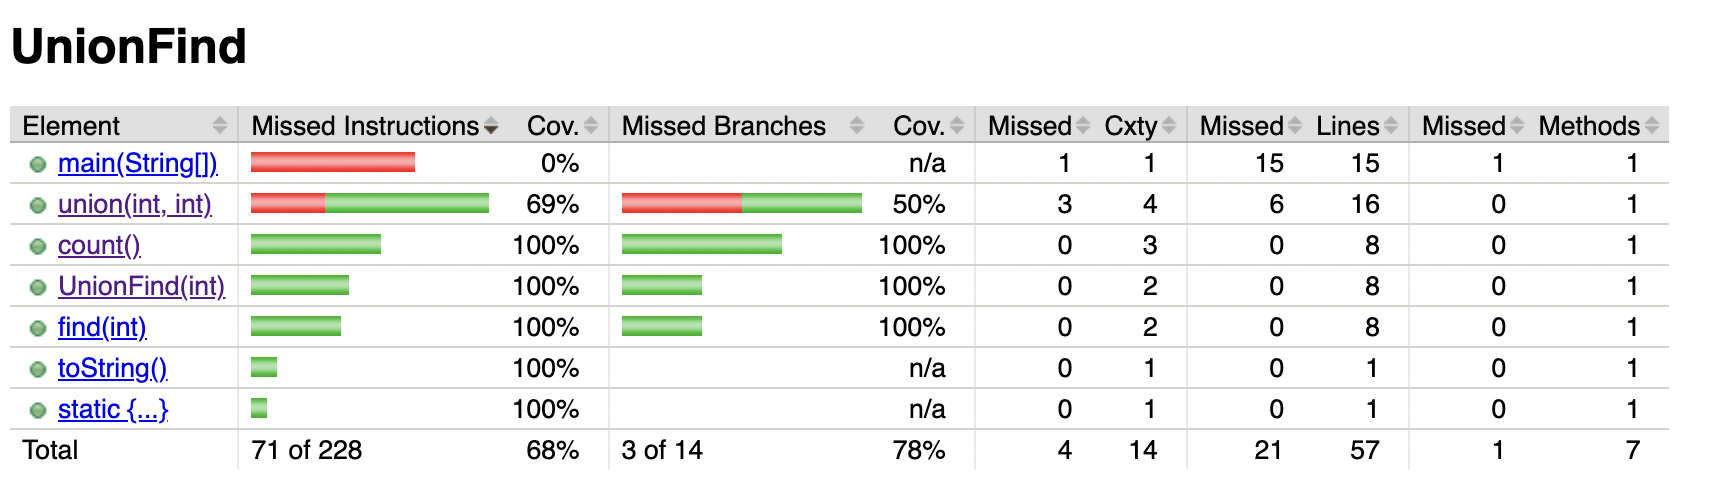 UnionFind
Element Missed Instructions Cov. Missed Branches Cov. Missed Cxty Missed Lines Missed Methods
main(String[]) 0% n/a 1 1 15 15 1 1
union(int, int) 69% 50% 3 4 6 16 0 1
count() 100% 100% 0 3 0 8 0 1
UnionFind(int) 100% 100% 0 2 0 8 0 1
find(int) 100% 100% 0 2 0 8 0 1
toString() 100% n/a 0 1 0 1 0 1
static {...} 100% n/a 0 1 0 1 0 1
Total 71 of 228 68% 3 of 14 78% 4 14 21 57 1 7